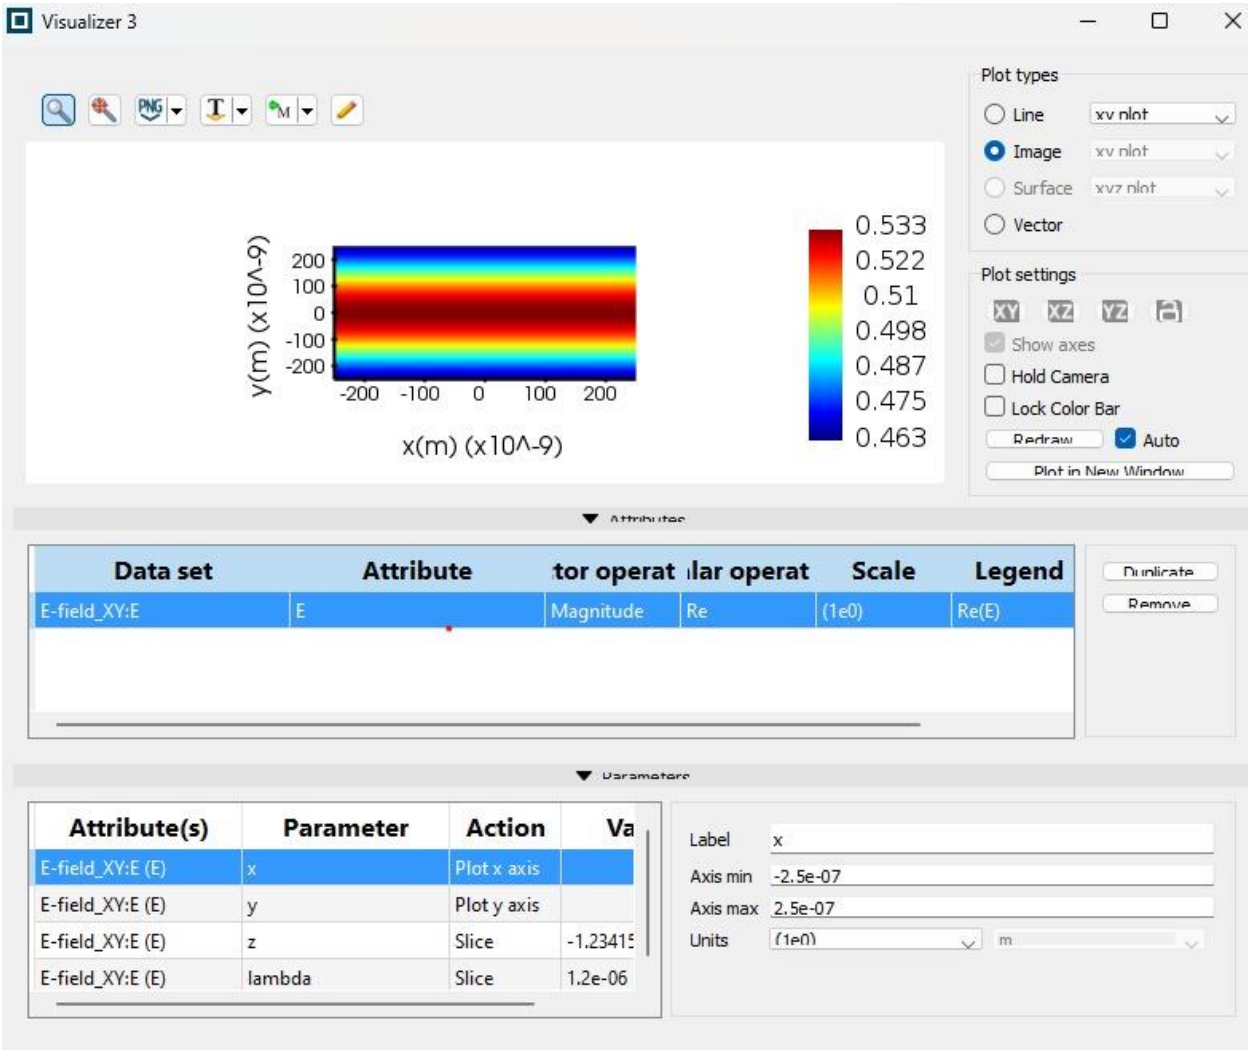 Visualizer 3
PNG T M
Plot types
Line xy plot
Image xy plot
Surface xyz plot
Vector
Plot settings
XY XZ YZ
Show axes
Hold Camera
Lock Color Bar
Redraw Auto
Plot in New Window
y(m) (x10^-9)
200
100
0
-100
-200
-200 -100 0 100 200
x(m) (x10^-9)
0.533
0.522
0.51
0.498
0.487
0.475
0.463
Attributes
Data set Attribute :tor operat ılar operat Scale Legend
E-field_XY:E E Magnitude Re (1e0) Re(E)
Duplicate
Remove
Parameters
Attribute(s) Parameter Action Va
E-field_XY:E (E) x Plot x axis
E-field_XY:E (E) y Plot y axis
E-field_XY:E (E) z Slice -1.23415
E-field_XY:E (E) lambda Slice 1.2e-06
Label x
Axis min -2.5e-07
Axis max 2.5e-07
Units (1e0) m